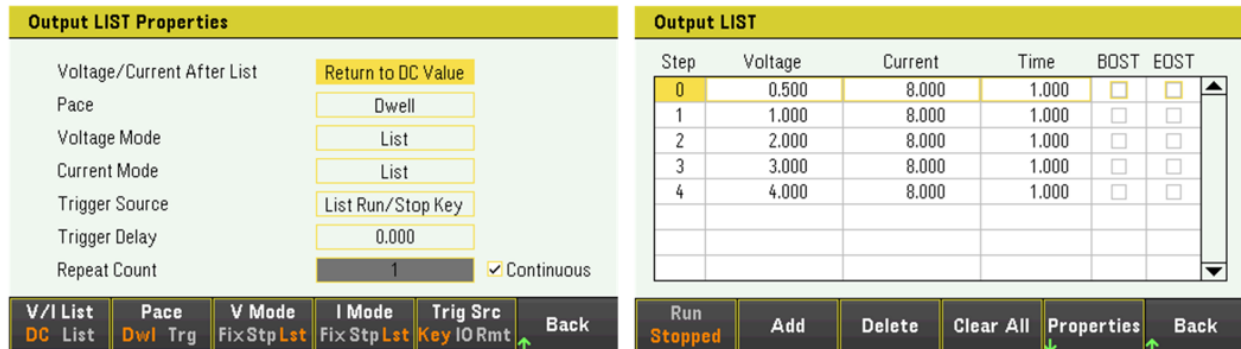 Output LIST Properties
Voltage/Current After List Return to DC Value
Pace Dwell
Voltage Mode List
Current Mode List
Trigger Source List Run/Stop Key
Trigger Delay 0.000
Repeat Count 1 Continuous
V/I List Pace V Mode I Mode Trig Src Back
DC List Dwl Trg Fix Stp Lst Fix Stp Lst Key IO Rmt
Output LIST
Step Voltage Current Time BOST EOST
0 0.500 8.000 1.000
1 1.000 8.000 1.000
2 2.000 8.000 1.000
3 3.000 8.000 1.000
4 4.000 8.000 1.000
Run Add Delete Clear All Properties Back
Stopped